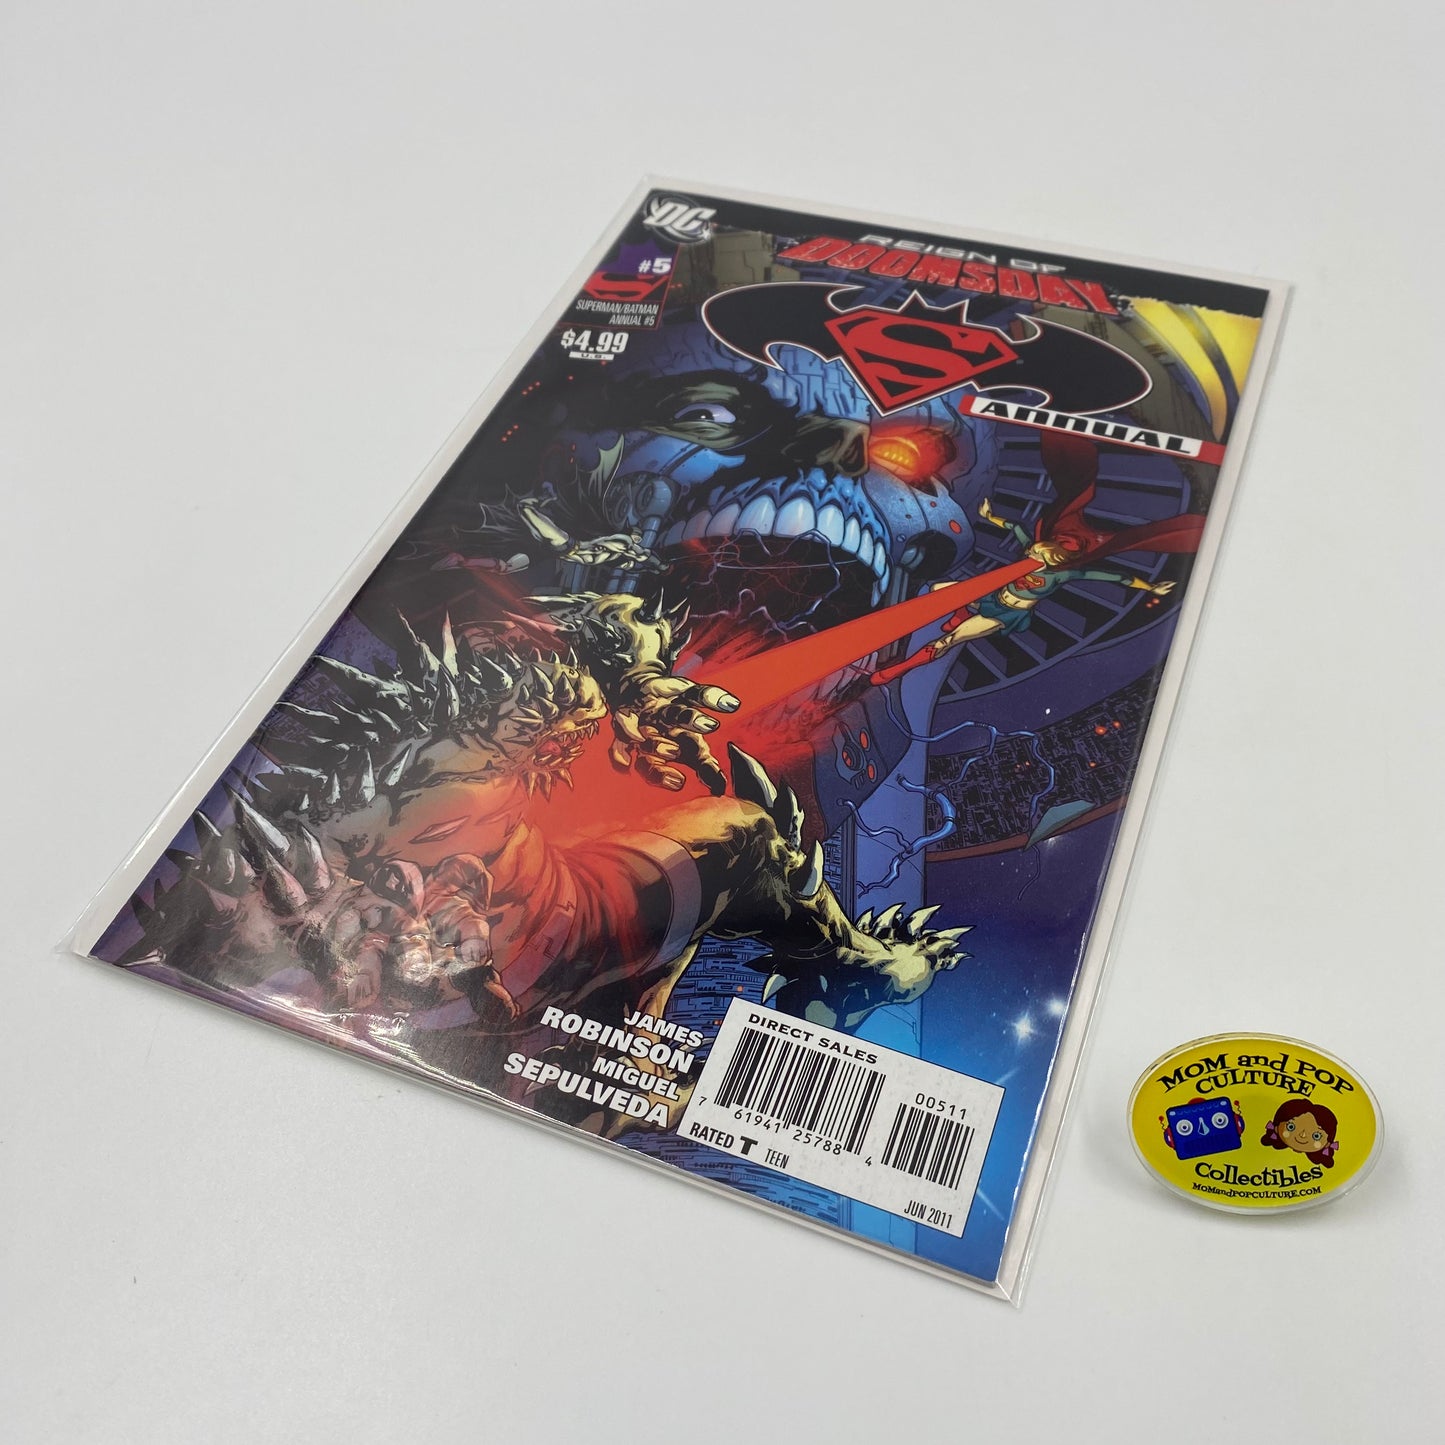 DC
REIGN OF
DOOMSDAY
#5
SUPERMAN/BATMAN
ANNUAL #5
$4.99
U.S.
S
ANNUAL
JAMES
ROBINSON
MIGUEL
SEPULVEDA
DIRECT SALES
00511
7 61941 25788 4
RATED T TEEN
JUN 2011
MOM and POP
CULTURE
Collectibles
MOMandPOPCULTURE.COM